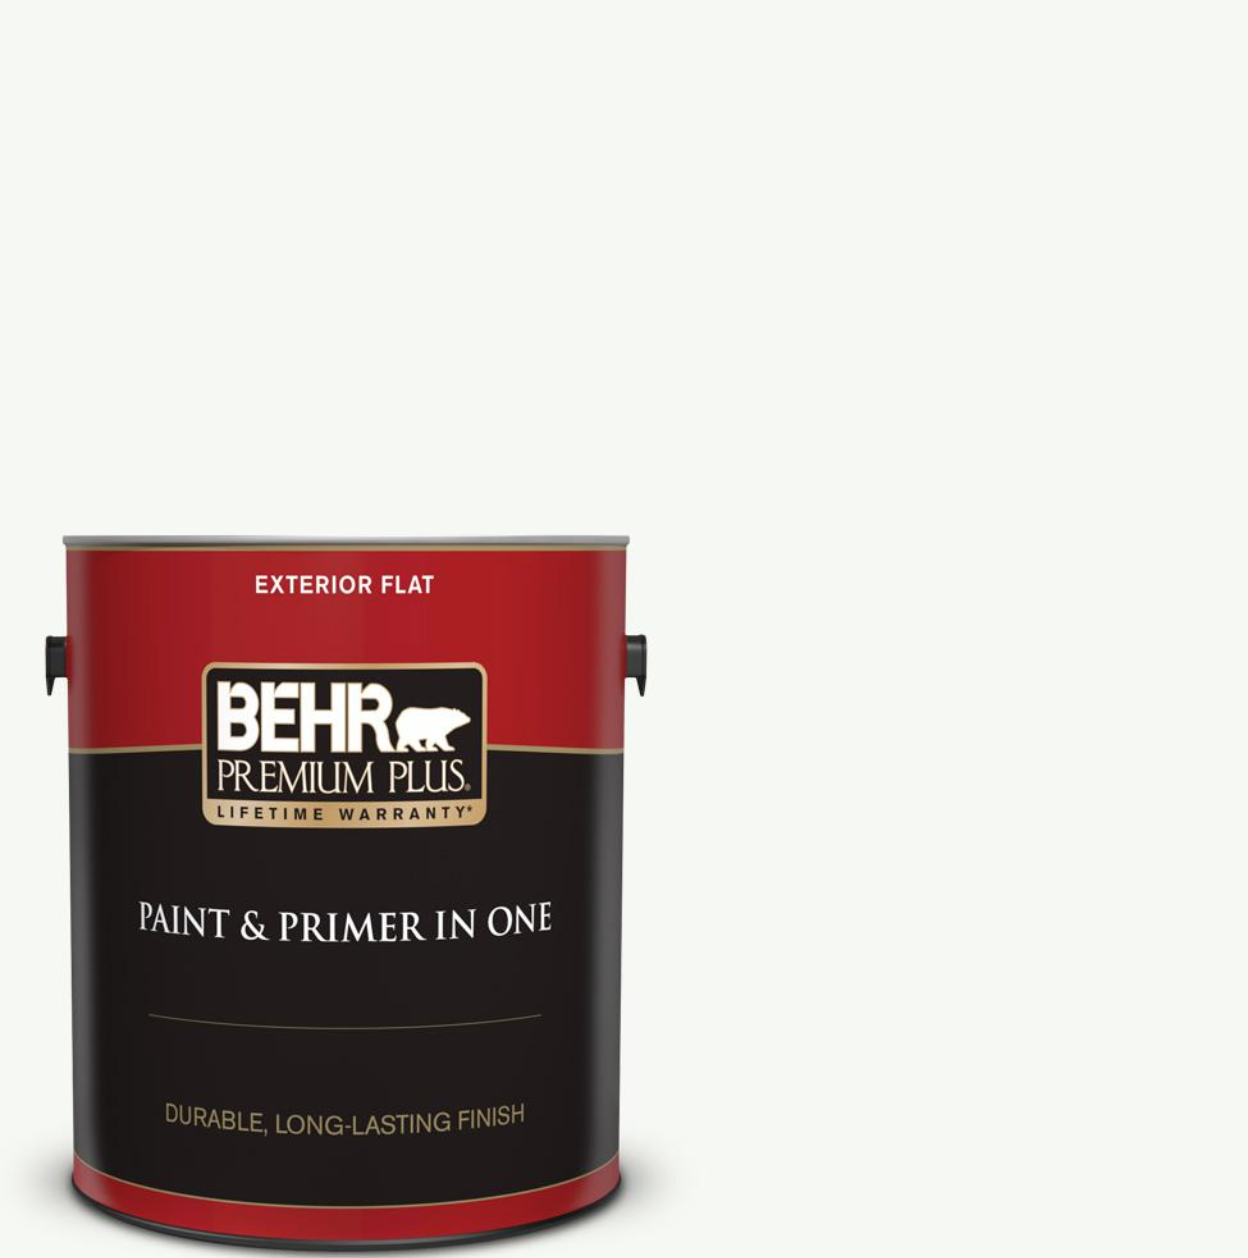 EXTERIOR FLAT
BEHR
PREMIUM PLUS®
LIFETIME WARRANTY*
PAINT & PRIMER IN ONE
DURABLE, LONG-LASTING FINISH